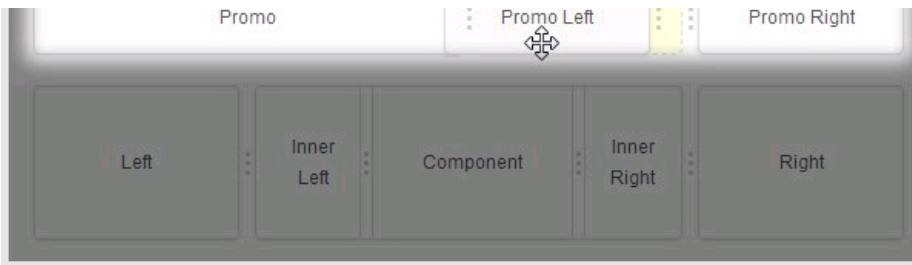 Promo
Promo Left
Promo Right
Left
Inner
Left
Component
Inner
Right
Right